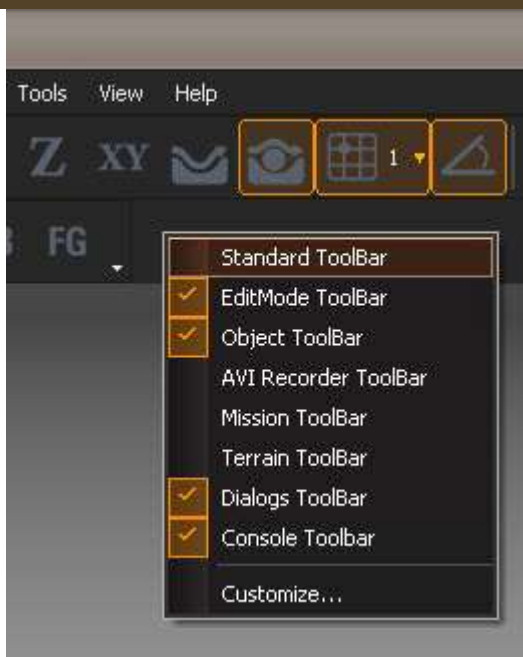 Tools View Help
Z XY 1
FG
Standard ToolBar
EditMode ToolBar
Object ToolBar
AVI Recorder ToolBar
Mission ToolBar
Terrain ToolBar
Dialogs ToolBar
Console Toolbar
Customize...